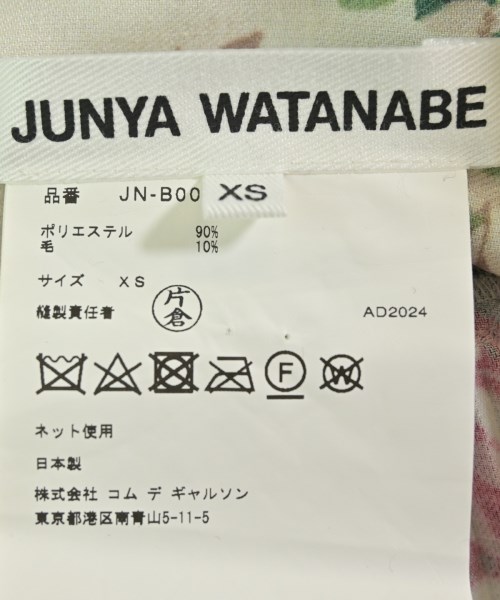 JUNYA WATANABE
XS
品番 JN-B00
ポリエステル 90%
毛 10%
サイズ XS
縫製責任者 片倉 AD2024
F W
ネット使用
日本製
株式会社 コム デ ギャルソン
東京都港区南青山5-11-5